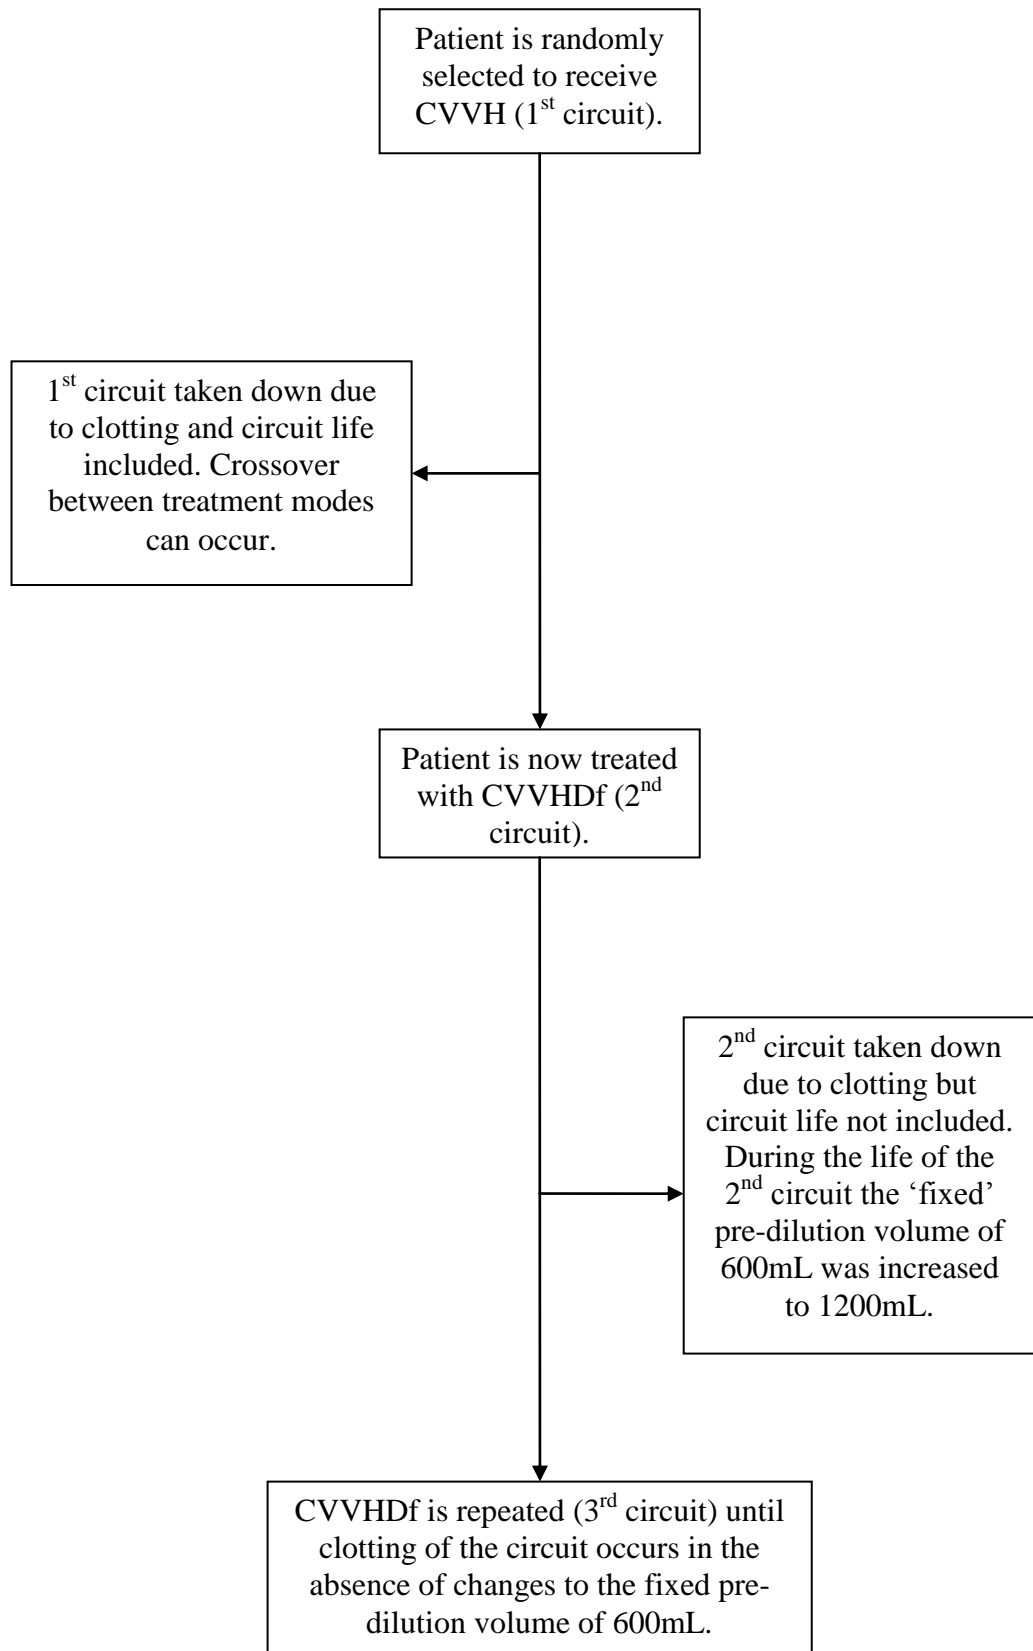 Patient is randomly
selected to receive
CVVH (1st circuit).
1st circuit taken down due
to clotting and circuit life
included. Crossover
between treatment modes
can occur.
Patient is now treated
with CVVHDf (2nd
circuit).
2nd circuit taken down
due to clotting but
circuit life not included.
During the life of the
2nd circuit the ‘fixed’
pre-dilution volume of
600mL was increased
to 1200mL.
CVVHDf is repeated (3rd circuit) until
clotting of the circuit occurs in the
absence of changes to the fixed pre-
dilution volume of 600mL.